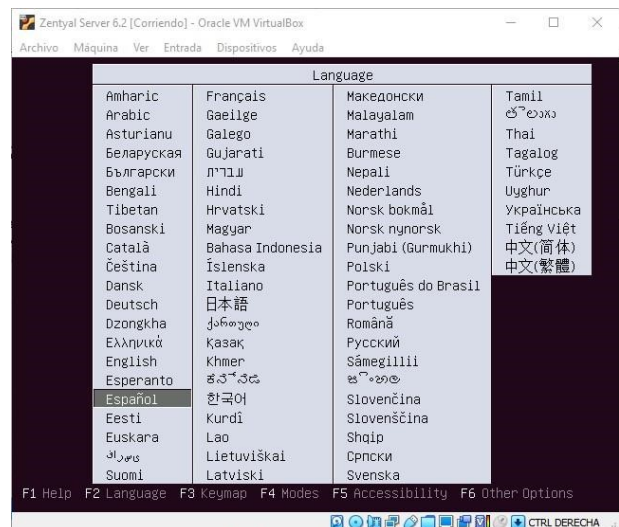 Zentyal Server 6.2 [Corriendo] - Oracle VM VirtualBox
Archivo Máquina Ver Entrada Dispositivos Ayuda
Language
Amharic
Arabic
Asturianu
Беларуская
Български
Bengali
Tibetan
Bosanski
Català
Čeština
Dansk
Deutsch
Dzongkha
Ελληνικά
English
Esperanto
Español
Eesti
Euskara
Suomi
Français
Gaeilge
Galego
Gujarati
עברית
Hindi
Hrvatski
Magyar
Bahasa Indonesia
Íslenska
Italiano
日本語
ქართული
Қазақ
Khmer
ಕನ್ನಡ
한국어
Kurdî
Lao
Lietuviškai
Latviski
Македонски
Malayalam
Marathi
Burmese
Nepali
Nederlands
Norsk bokmål
Norsk nynorsk
Punjabi (Gurmukhi)
Polski
Português do Brasil
Português
Română
Русский
Sámegillii
Slovenčina
Slovenščina
Shqip
Српски
Svenska
Tamil
Thai
Tagalog
Türkçe
Uyghur
Українська
Tiếng Việt
中文(简体)
中文(繁體)
F1 Help F2 Language F3 Keymap F4 Modes F5 Accessibility F6 Other Options
CTRL DERECHA